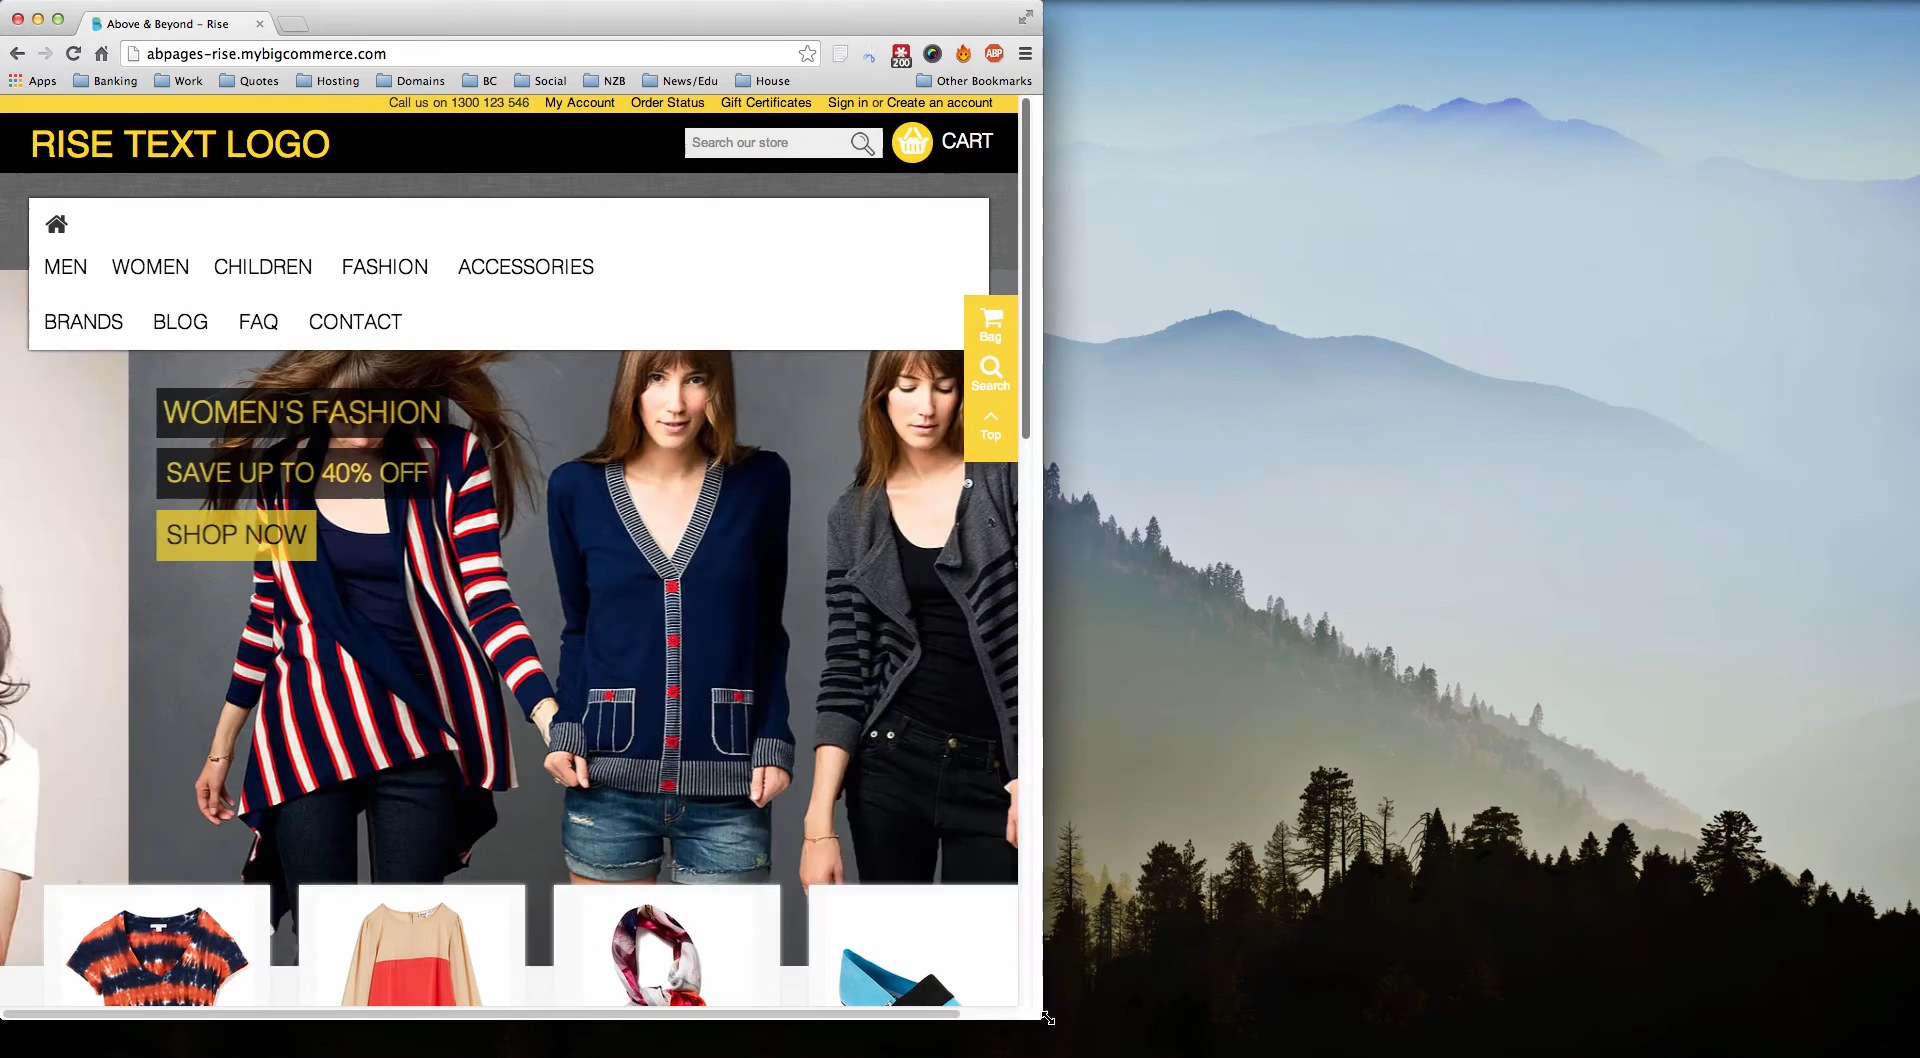 Above & Beyond - Rise
abpages-rise.mybigcommerce.com
200
ABP
Apps Banking Work Quotes Hosting Domains BC Social NZB News/Edu House Other Bookmarks
Call us on 1300 123 546 My Account Order Status Gift Certificates Sign in or Create an account
RISE TEXT LOGO
Search our store
CART
MEN WOMEN CHILDREN FASHION ACCESSORIES
BRANDS BLOG FAQ CONTACT
Bag
Search
Top
WOMEN'S FASHION
SAVE UP TO 40% OFF
SHOP NOW